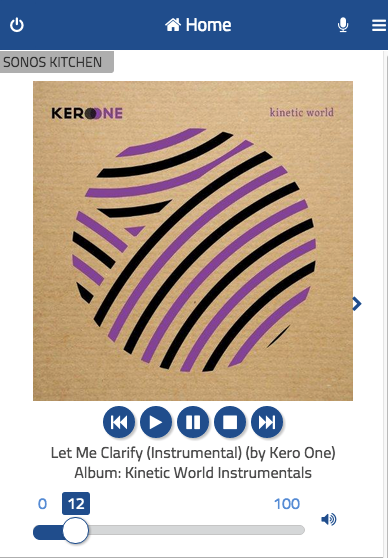 Home
SONOS KITCHEN
KERO ONE
kinetic world
Let Me Clarify (Instrumental) (by Kero One)
Album: Kinetic World Instrumentals
0 12 100